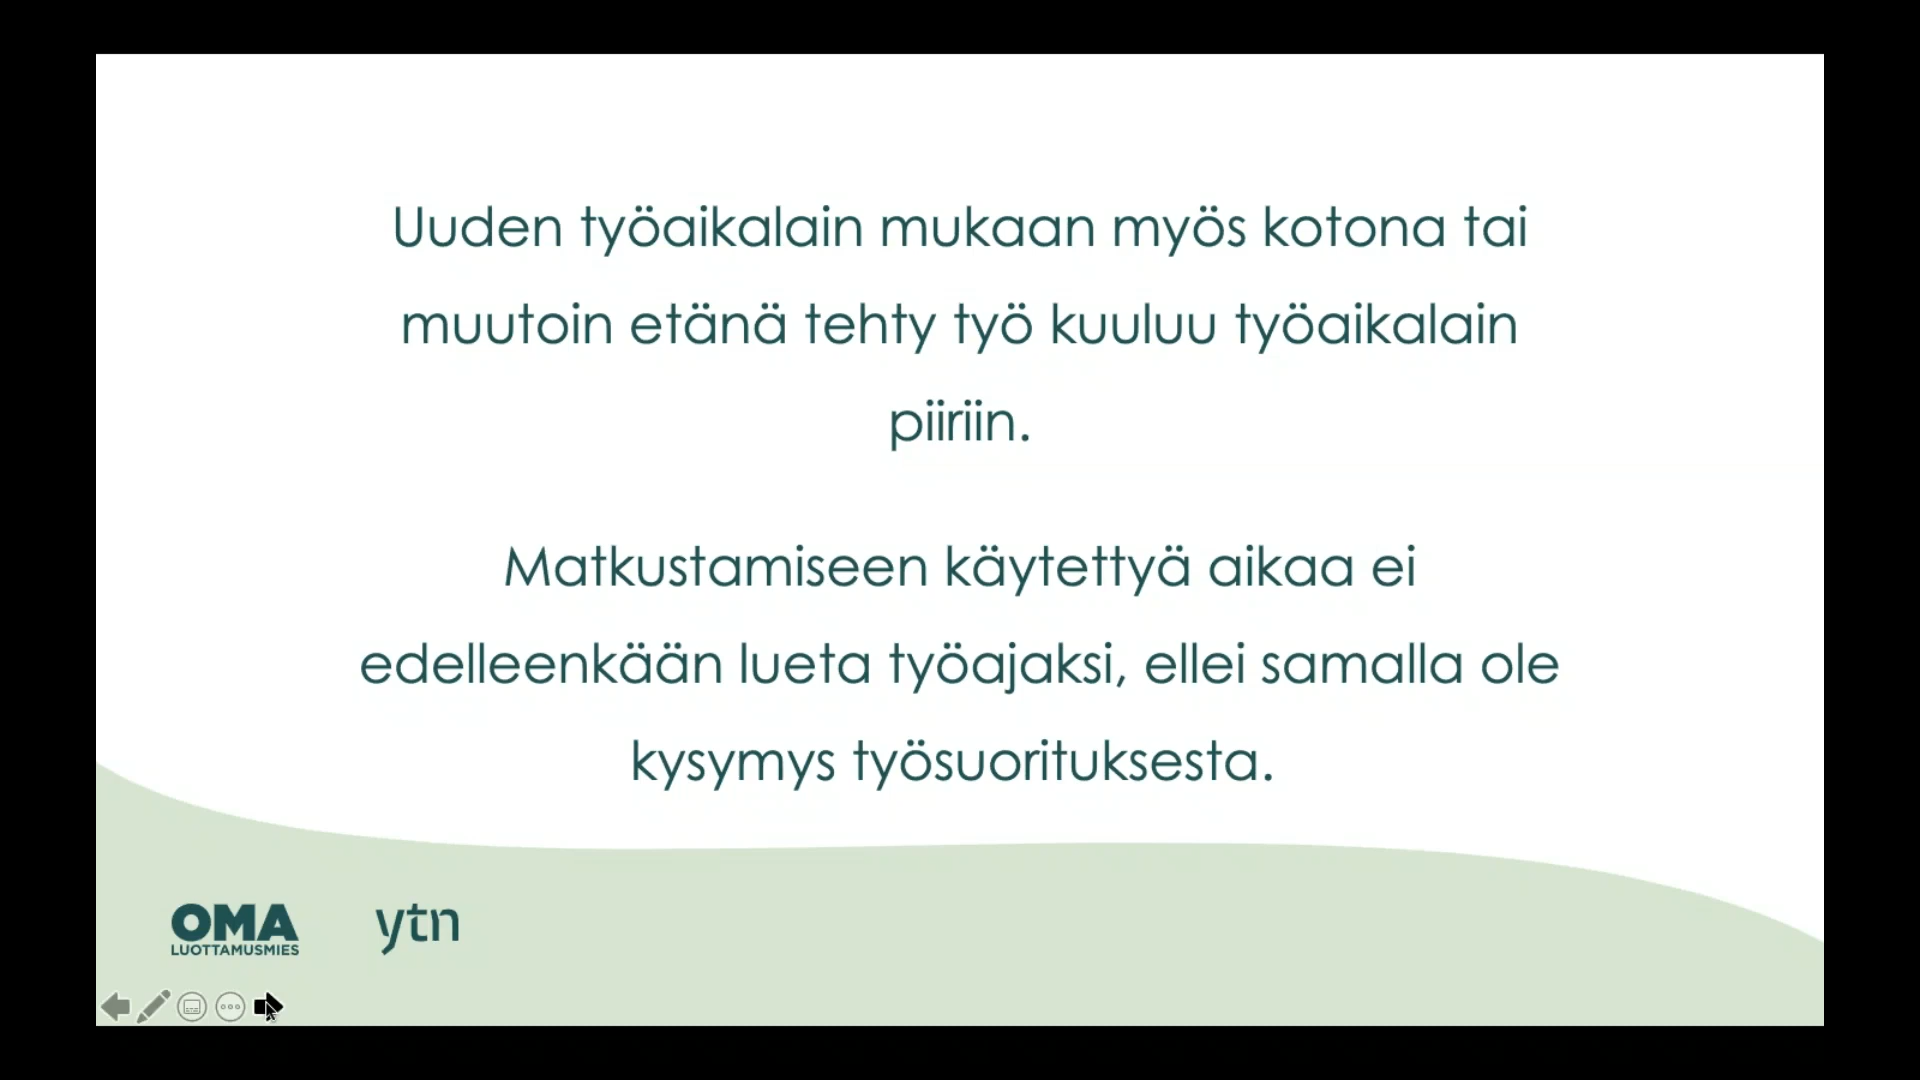 Uuden työaikalain mukaan myös kotona tai
muutoin etänä tehty työ kuuluu työaikalain
piiriin.
Matkustamiseen käytettyä aikaa ei
edelleenkään lueta työajaksi, ellei samalla ole
kysymys työsuorituksesta.
OMA
LUOTTAMUSMIES
ytn